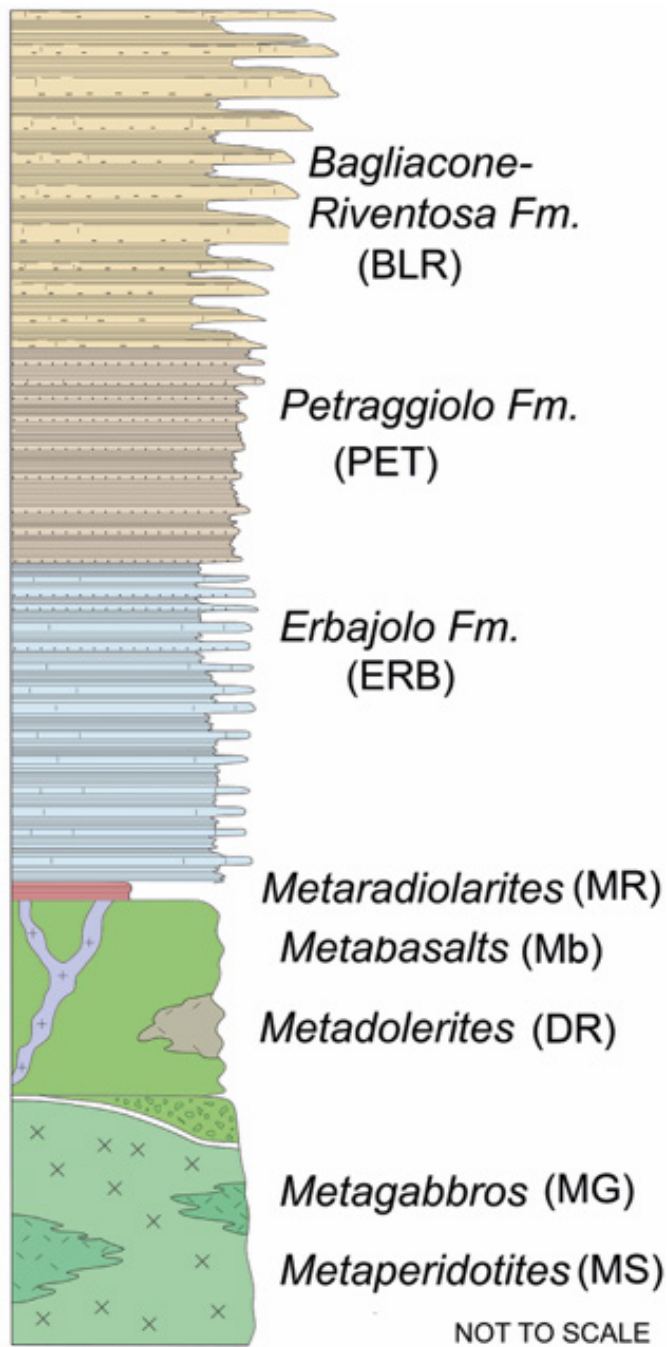 Bagliacone-
Riventosa Fm.
(BLR)
Petraggiolo Fm.
(PET)
Erbajolo Fm.
(ERB)
Metaradiolarites (MR)
Metabasalts (Mb)
Metadolerites (DR)
Metagabbros (MG)
Metaperidotites (MS)
NOT TO SCALE